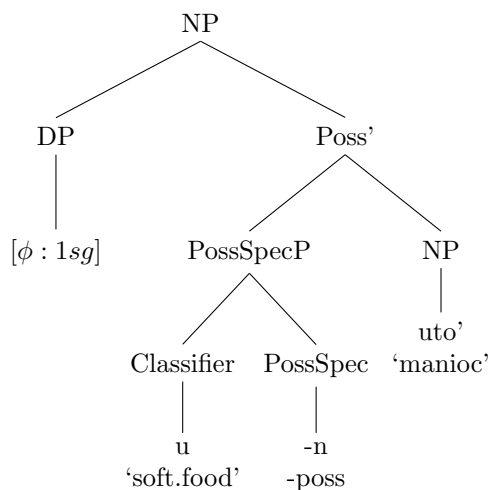 NP
DP Poss'
[ϕ : 1sg] PossSpecP NP
uto'
Classifier PossSpec ‘manioc’
u -n
‘soft.food’ -poss